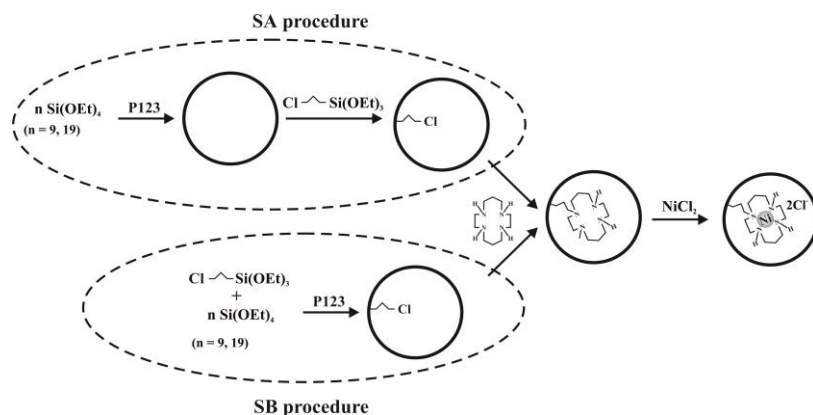 SA procedure
n Si(OEt)₄
(n = 9, 19)
P123
Cl Si(OEt)₃
Cl
H H
N N
N N
H H
H
N N
N N
H
H
NiCl₂
H
N N
Ni
N N
H
H
2Cl⁻
Cl Si(OEt)₃
+
n Si(OEt)₄
(n = 9, 19)
P123
Cl
SB procedure